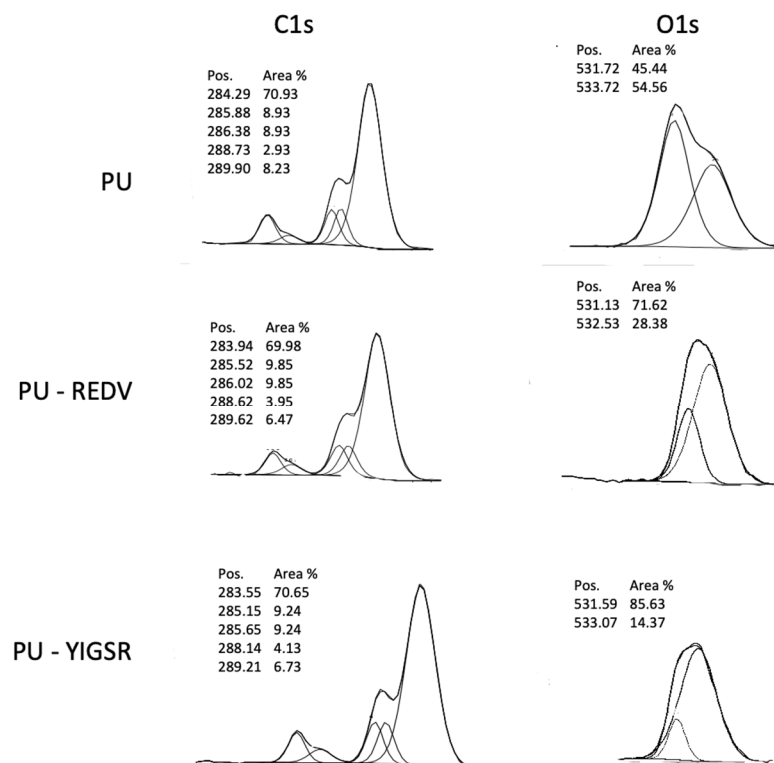 C1s O1s
PU
Pos. Area %
284.29 70.93
285.88 8.93
286.38 8.93
288.73 2.93
289.90 8.23
Pos. Area %
531.72 45.44
533.72 54.56
PU - REDV
Pos. Area %
283.94 69.98
285.52 9.85
286.02 9.85
288.62 3.95
289.62 6.47
Pos. Area %
531.13 71.62
532.53 28.38
PU - YIGSR
Pos. Area %
283.55 70.65
285.15 9.24
285.65 9.24
288.14 4.13
289.21 6.73
Pos. Area %
531.59 85.63
533.07 14.37